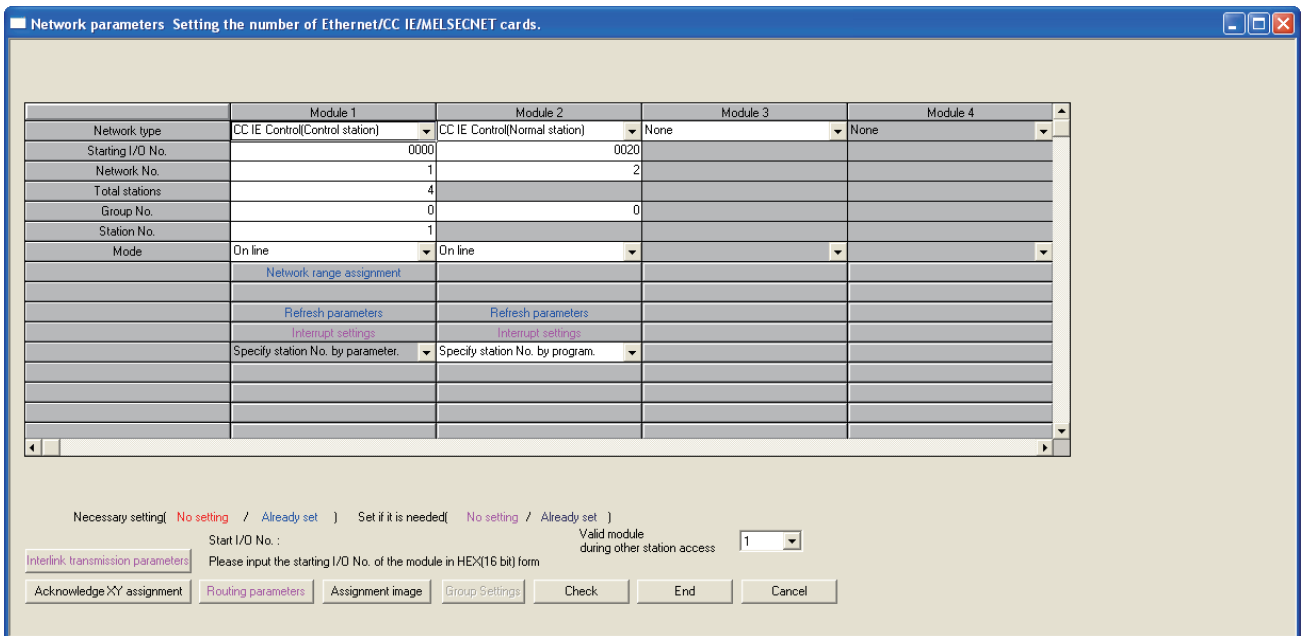 Network parameters Setting the number of Ethernet/CC IE/MELSECNET cards.
Module 1 Module 2 Module 3 Module 4
Network type CC IE Control(Control station) CC IE Control(Normal station) None None
Starting I/O No. 0000 0020
Network No. 1 2
Total stations 4
Group No. 0 0
Station No. 1
Mode On line On line
Network range assignment
Refresh parameters Refresh parameters
Interrupt settings Interrupt settings
Specify station No. by parameter. Specify station No. by program.
Necessary setting( No setting / Already set ) Set if it is needed( No setting / Already set )
Start I/O No. : Valid module
during other station access 1
Interlink transmission parameters Please input the starting I/O No. of the module in HEX(16 bit) form
Acknowledge XY assignment Routing parameters Assignment image Group Settings Check End Cancel